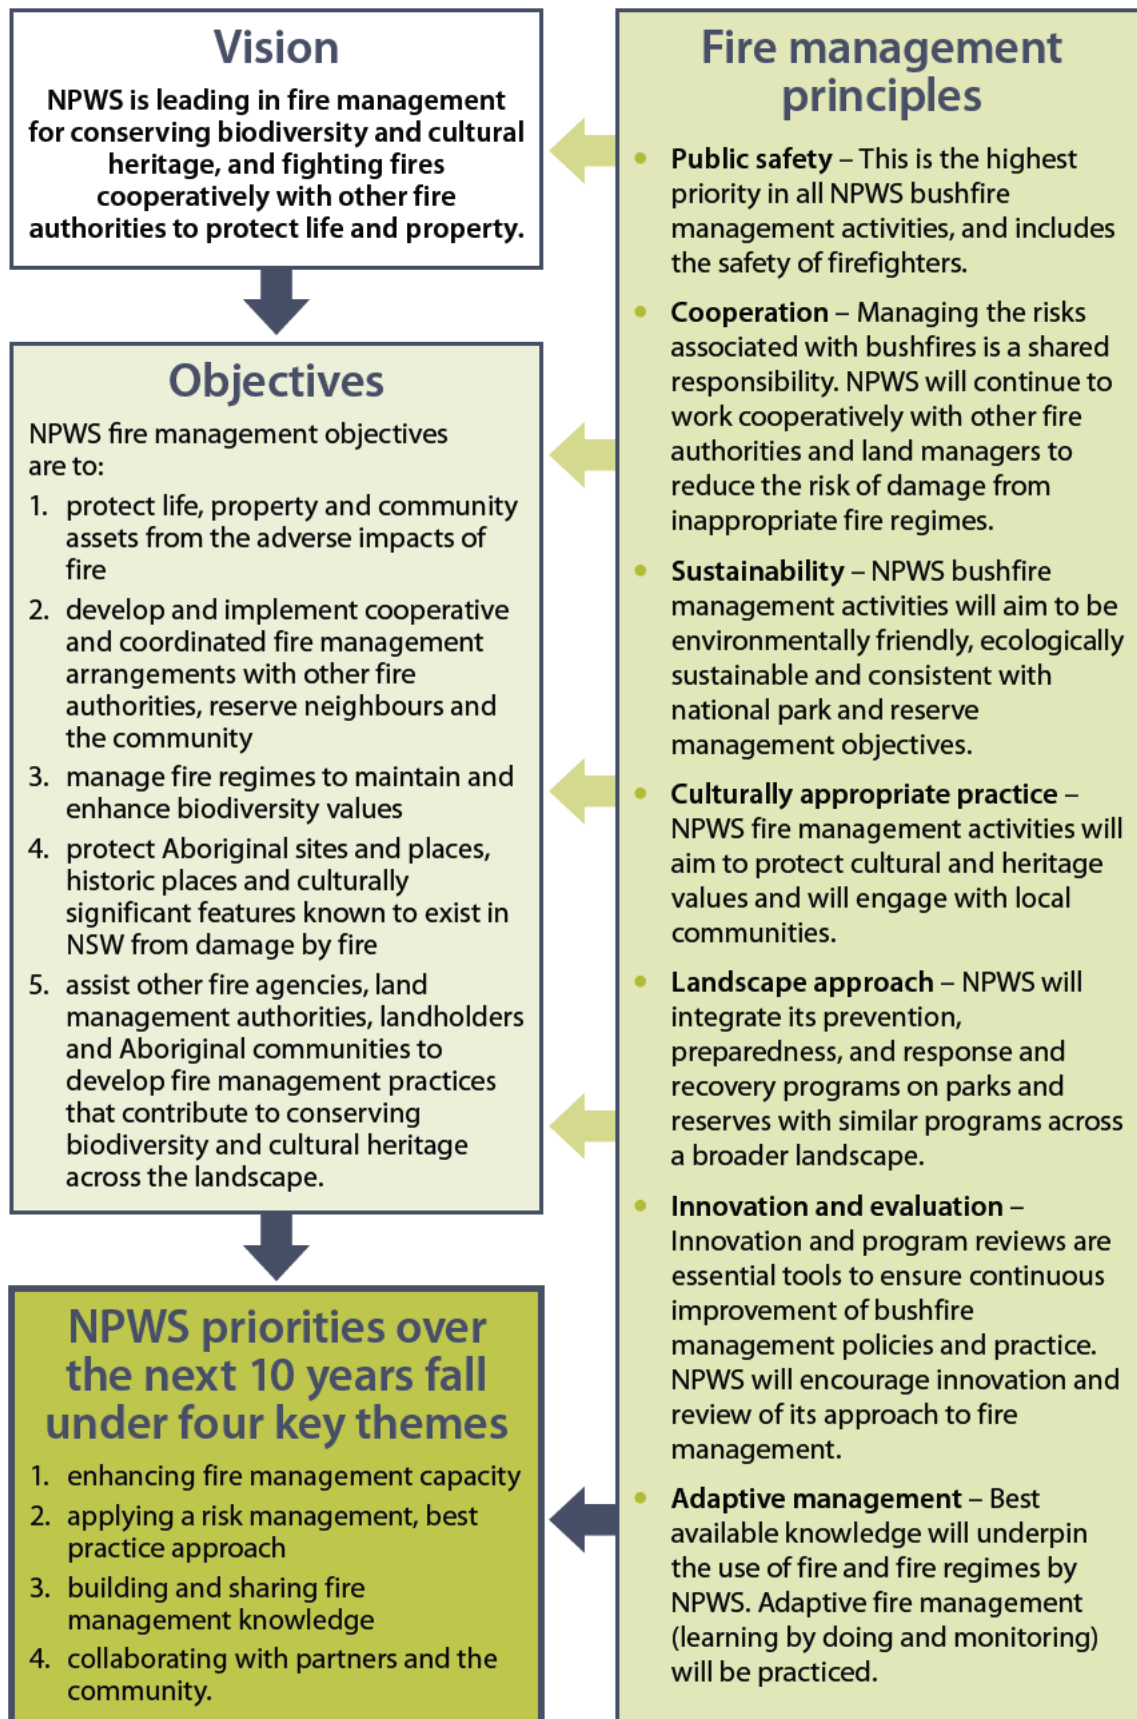 Vision
NPWS is leading in fire management
for conserving biodiversity and cultural
heritage, and fighting fires
cooperatively with other fire
authorities to protect life and property.
Objectives
NPWS fire management objectives
are to:
1. protect life, property and community
assets from the adverse impacts of
fire
2. develop and implement cooperative
and coordinated fire management
arrangements with other fire
authorities, reserve neighbours and
the community
3. manage fire regimes to maintain and
enhance biodiversity values
4. protect Aboriginal sites and places,
historic places and culturally
significant features known to exist in
NSW from damage by fire
5. assist other fire agencies, land
management authorities, landholders
and Aboriginal communities to
develop fire management practices
that contribute to conserving
biodiversity and cultural heritage
across the landscape.
NPWS priorities over
the next 10 years fall
under four key themes
1. enhancing fire management capacity
2. applying a risk management, best
practice approach
3. building and sharing fire
management knowledge
4. collaborating with partners and the
community.
Fire management
principles
• Public safety – This is the highest
priority in all NPWS bushfire
management activities, and includes
the safety of firefighters.
• Cooperation – Managing the risks
associated with bushfires is a shared
responsibility. NPWS will continue to
work cooperatively with other fire
authorities and land managers to
reduce the risk of damage from
inappropriate fire regimes.
• Sustainability – NPWS bushfire
management activities will aim to be
environmentally friendly, ecologically
sustainable and consistent with
national park and reserve
management objectives.
• Culturally appropriate practice –
NPWS fire management activities will
aim to protect cultural and heritage
values and will engage with local
communities.
• Landscape approach – NPWS will
integrate its prevention,
preparedness, and response and
recovery programs on parks and
reserves with similar programs across
a broader landscape.
• Innovation and evaluation –
Innovation and program reviews are
essential tools to ensure continuous
improvement of bushfire
management policies and practice.
NPWS will encourage innovation and
review of its approach to fire
management.
• Adaptive management – Best
available knowledge will underpin
the use of fire and fire regimes by
NPWS. Adaptive fire management
(learning by doing and monitoring)
will be practiced.